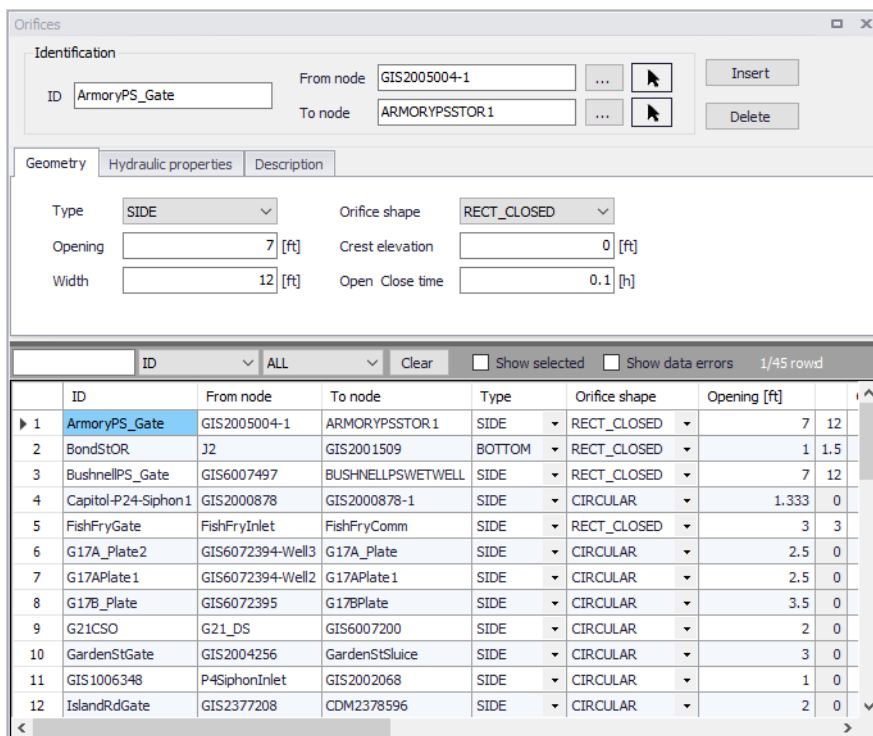 Orifices
Identification
ID ArmoryPS_Gate
From node GIS2005004-1 ...
To node ARMORYPSSTOR1 ...
Insert
Delete
Geometry Hydraulic properties Description
Type SIDE Orifice shape RECT_CLOSED
Opening 7 [ft] Crest elevation 0 [ft]
Width 12 [ft] Open Close time 0.1 [h]
ID ALL Clear Show selected Show data errors 1/45 rows
ID From node To node Type Orifice shape Opening [ft]
1 ArmoryPS_Gate GIS2005004-1 ARMORYPSSTOR1 SIDE RECT_CLOSED 7 12
2 BondStOR J2 GIS2001509 BOTTOM RECT_CLOSED 1 1.5
3 BushnellPS_Gate GIS6007497 BUSHNELLPSWETWELL SIDE RECT_CLOSED 7 12
4 Capitol-P24-Siphon1 GIS2000878 GIS2000878-1 SIDE CIRCULAR 1.333 0
5 FishFryGate FishFryInlet FishFryComm SIDE RECT_CLOSED 3 3
6 G17A_Plate2 GIS6072394-Well3 G17A_Plate SIDE CIRCULAR 2.5 0
7 G17APlate1 GIS6072394-Well2 G17APlate1 SIDE CIRCULAR 2.5 0
8 G17B_Plate GIS6072395 G17BPlate SIDE CIRCULAR 3.5 0
9 G21CSO G21_DS GIS6007200 SIDE CIRCULAR 2 0
10 GardenStGate GIS2004256 GardenStSluice SIDE CIRCULAR 3 0
11 GIS1006348 P4SiphonInlet GIS2002068 SIDE CIRCULAR 1 0
12 IslandRdGate GIS2377208 CDM2378596 SIDE CIRCULAR 2 0